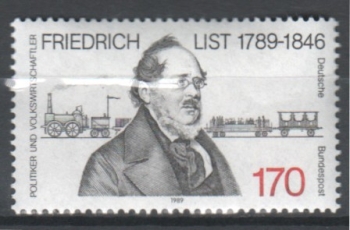 FRIEDRICH LIST 1789-1846
POLITIKER UND VOLKSWIRTSCHAFTLER
Deutsche Bundespost
170
1989